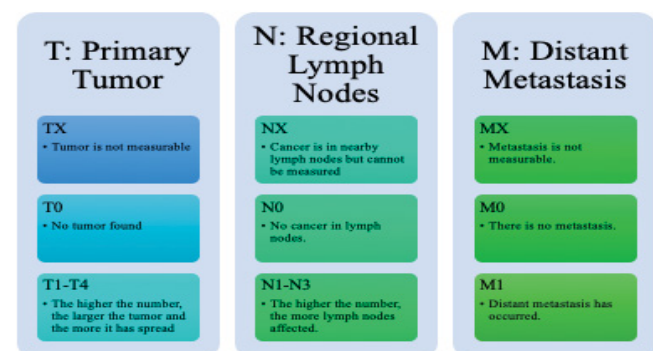 T: Primary
Tumor
TX
• Tumor is not measurable
T0
• No tumor found
T1-T4
• The higher the number,
the larger the tumor and
the more it has spread
N: Regional
Lymph
Nodes
NX
• Cancer is in nearby
lymph nodes but cannot
be measured
N0
• No cancer in lymph
nodes.
N1-N3
• The higher the number,
the more lymph nodes
affected.
M: Distant
Metastasis
MX
• Metastasis is not
measurable.
M0
• There is no metastasis.
M1
• Distant metastasis has
occurred.